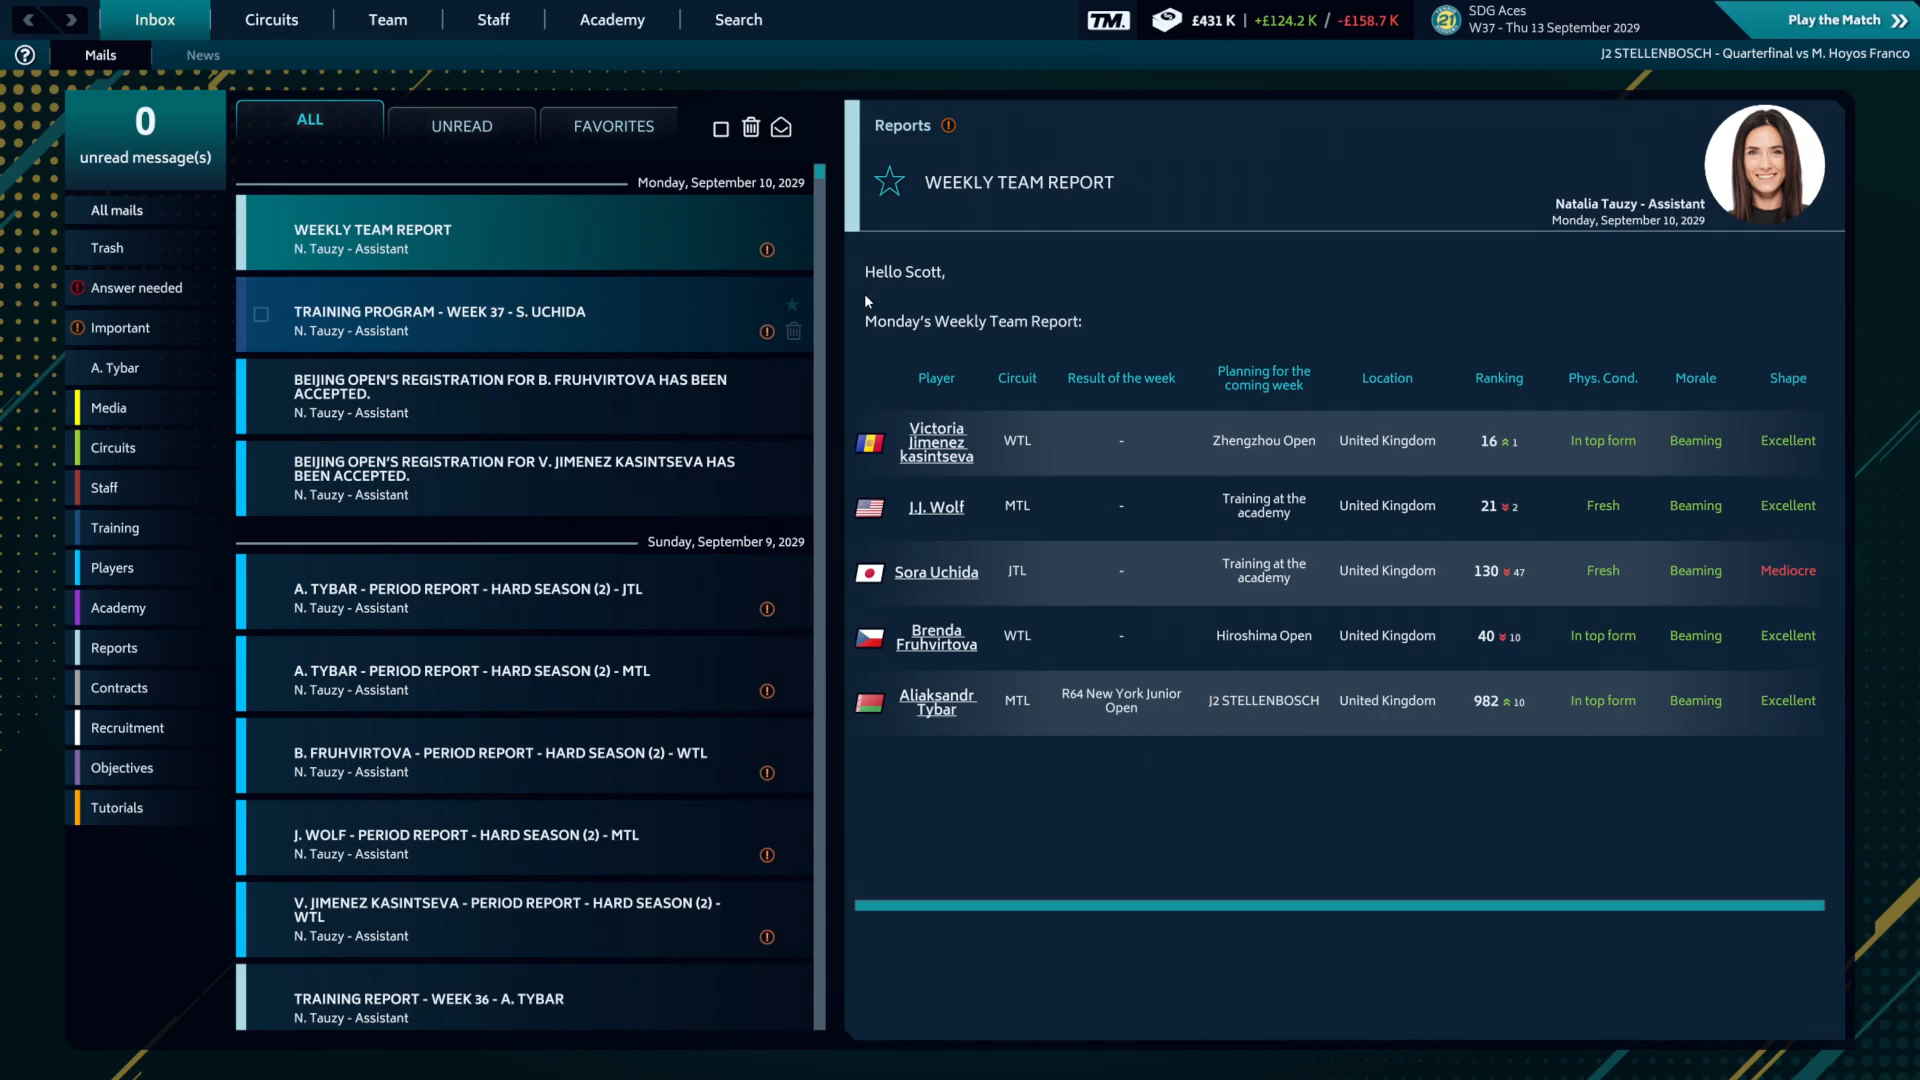 Inbox
Circuits
Team
Staff
Academy
Search
TM.
£431 K | +£124.2 K / -£158.7 K
21
SDG Aces
W37 - Thu 13 September 2029
Play the Match
Mails
News
J2 STELLENBOSCH - Quarterfinal vs M. Hoyos Franco
0
unread message(s)
All mails
Trash
Answer needed
Important
A. Tybar
Media
Circuits
Staff
Training
Players
Academy
Reports
Contracts
Recruitment
Objectives
Tutorials
ALL
UNREAD
FAVORITES
Monday, September 10, 2029
WEEKLY TEAM REPORT
N. Tauzy - Assistant
TRAINING PROGRAM - WEEK 37 - S. UCHIDA
N. Tauzy - Assistant
BEIJING OPEN'S REGISTRATION FOR B. FRUHVIRTOVA HAS BEEN
ACCEPTED.
N. Tauzy - Assistant
BEIJING OPEN'S REGISTRATION FOR V. JIMENEZ KASINTSEVA HAS
BEEN ACCEPTED.
N. Tauzy - Assistant
Sunday, September 9, 2029
A. TYBAR - PERIOD REPORT - HARD SEASON (2) - JTL
N. Tauzy - Assistant
A. TYBAR - PERIOD REPORT - HARD SEASON (2) - MTL
N. Tauzy - Assistant
B. FRUHVIRTOVA - PERIOD REPORT - HARD SEASON (2) - WTL
N. Tauzy - Assistant
J. WOLF - PERIOD REPORT - HARD SEASON (2) - MTL
N. Tauzy - Assistant
V. JIMENEZ KASINTSEVA - PERIOD REPORT - HARD SEASON (2) -
WTL
N. Tauzy - Assistant
TRAINING REPORT - WEEK 36 - A. TYBAR
N. Tauzy - Assistant
Reports
WEEKLY TEAM REPORT
Natalia Tauzy - Assistant
Monday, September 10, 2029
Hello Scott,
Monday's Weekly Team Report:
Player
Circuit
Result of the week
Planning for the
coming week
Location
Ranking
Phys. Cond.
Morale
Shape
Victoria
Jimenez
kasintseva
WTL
-
Zhengzhou Open
United Kingdom
16 1
In top form
Beaming
Excellent
J.J. Wolf
MTL
-
Training at the
academy
United Kingdom
21 2
Fresh
Beaming
Excellent
Sora Uchida
JTL
-
Training at the
academy
United Kingdom
130 47
Fresh
Beaming
Mediocre
Brenda
Fruhvirtova
WTL
-
Hiroshima Open
United Kingdom
40 10
In top form
Beaming
Excellent
Aliaksandr
Tybar
MTL
R64 New York Junior
Open
J2 STELLENBOSCH
United Kingdom
982 10
In top form
Beaming
Excellent